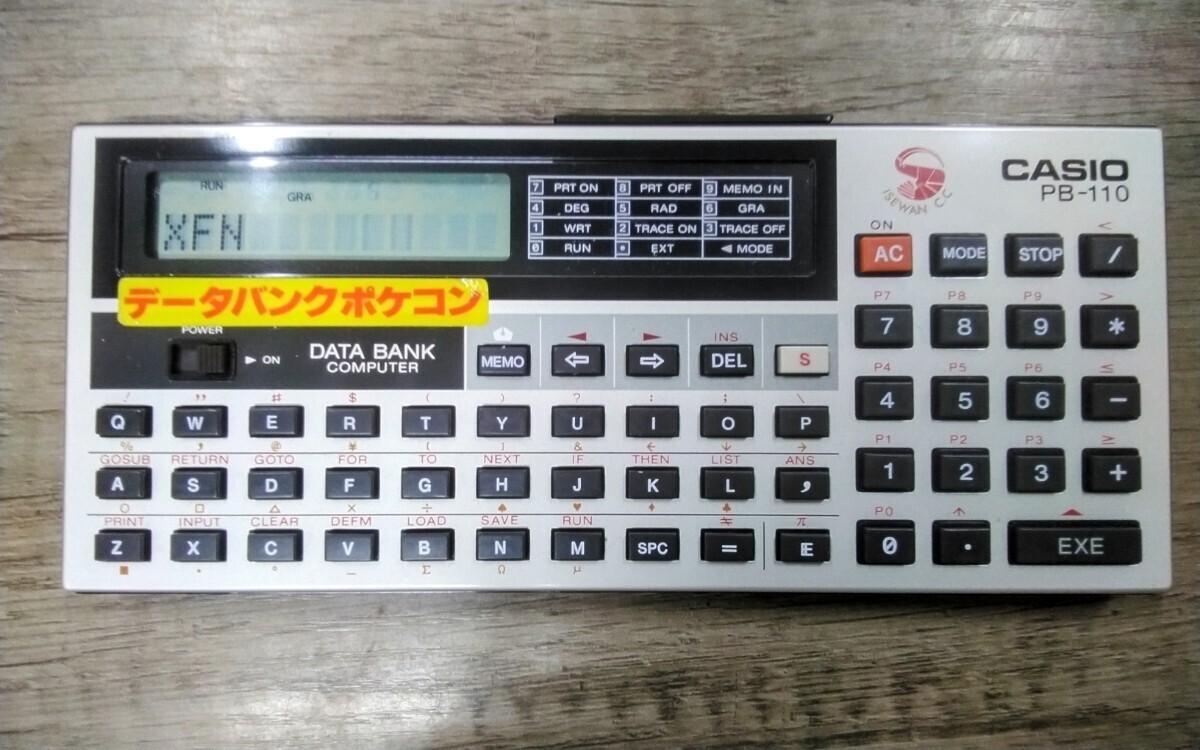 CASIO
PB-110
ISEWAN CC
RUN
GRA
XFN
7 PRT ON 8 PRT OFF 9 MEMO IN
4 DEG 5 RAD 6 GRA
1 WRT 2 TRACE ON 3 TRACE OFF
0 RUN • EXT ◄ MODE
データバンクポケコン
POWER
► ON
DATA BANK
COMPUTER
INS
MEMO ⇦ ⇨ DEL S
ON <
AC MODE STOP /
P7 P8 P9 >
7 8 9 *
P4 P5 P6 ≤
4 5 6 −
P1 P2 P3 ≥
1 2 3 +
P0
0 . EXE
! " # $ ( ) ? : ; \
Q W E R T Y U I O P
GOSUB RETURN GOTO FOR TO NEXT IF THEN LIST ANS
A S D F G H J K L ,
○ □ △ × ÷ ♠ ♥ ♦ ♣
PRINT INPUT CLEAR DEFM LOAD SAVE RUN ≠ π
Z X C V B N M SPC = E
Σ Ω μ